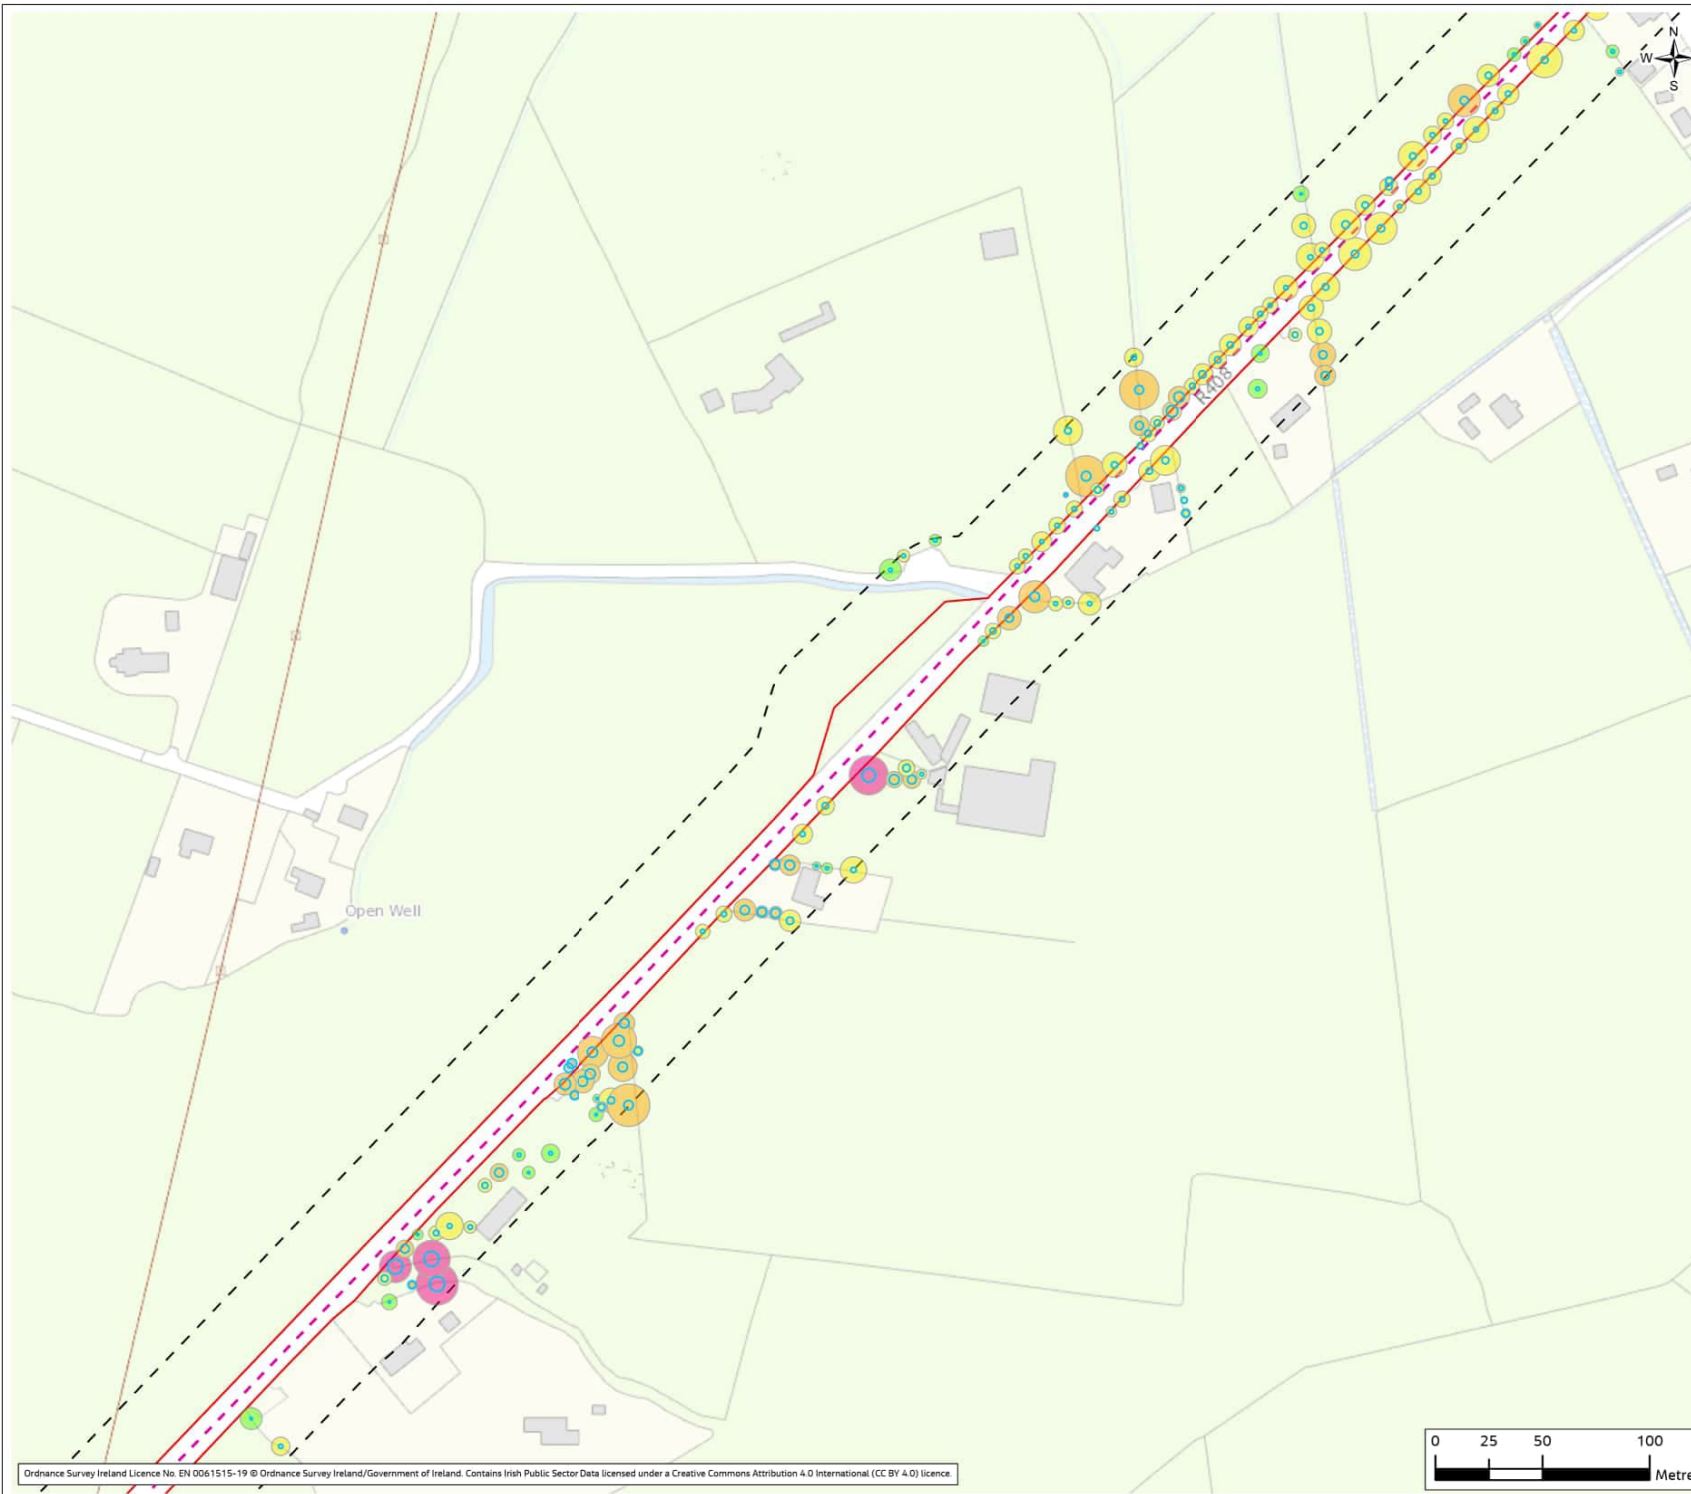 N
W
S
R408
Open Well
0 25 50 100
Metre
Ordnance Survey Ireland Licence No. EN 0061515-19 © Ordnance Survey Ireland/Government of Ireland. Contains Irish Public Sector Data licensed under a Creative Commons Attribution 4.0 International (CC BY 4.0) licence.